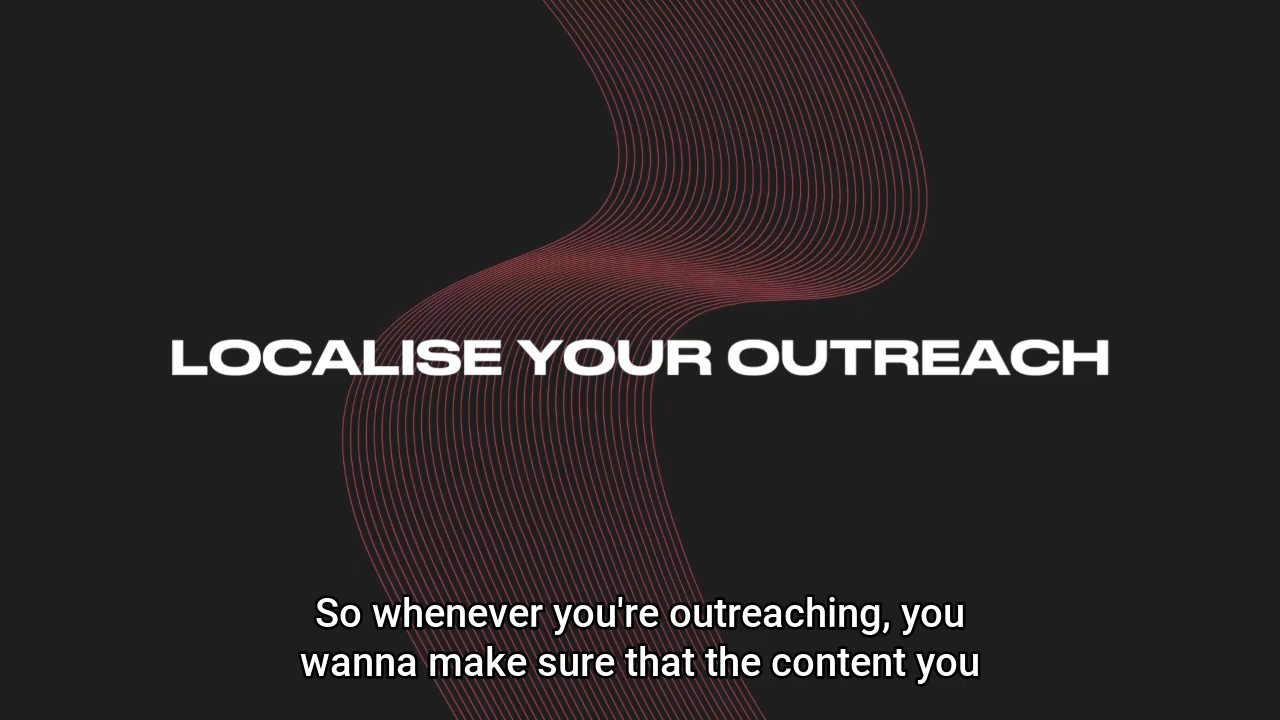 LOCALISE YOUR OUTREACH
So whenever you're outreaching, you
wanna make sure that the content you